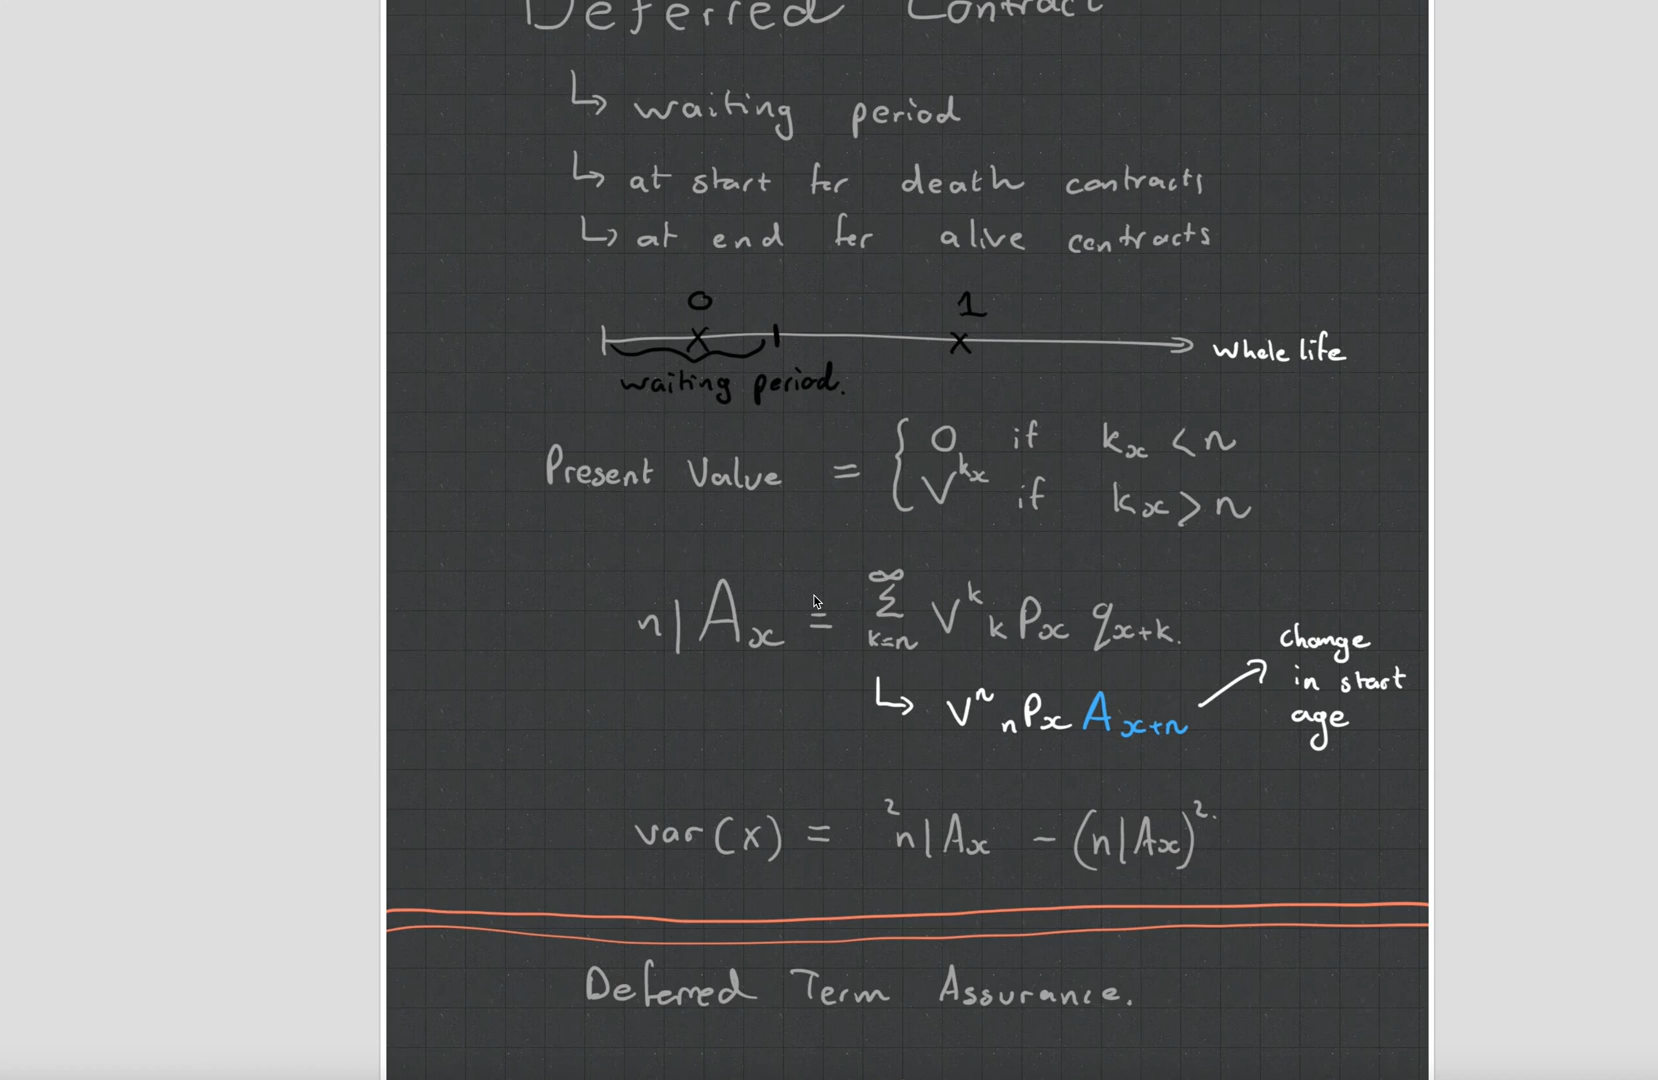 Deferred Contract
↳ waiting period
↳ at start for death contracts
↳ at end for alive contracts
0 1
whole life
waiting period.
Present Value = { 0 if kx < n
V^kx if kx > n
n|Ax = ∞ Σ k=n V^k kPx qx+k.
↳ V^n nPx Ax+n
change
in start
age
var(x) = ²n|Ax - (n|Ax)².
Deferred Term Assurance.